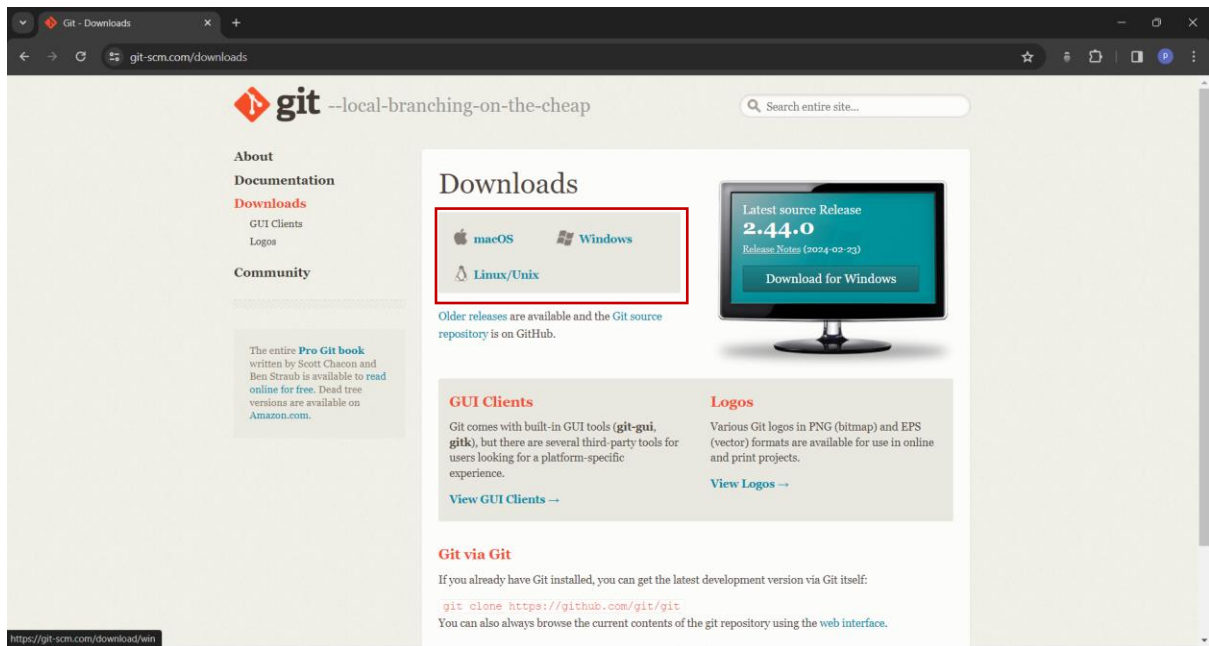 Git - Downloads
git-scm.com/downloads
P
git --local-branching-on-the-cheap
Search entire site...
About
Documentation
Downloads
GUI Clients
Logos
Community
The entire Pro Git book
written by Scott Chacon and
Ben Straub is available to read
online for free. Dead tree
versions are available on
Amazon.com.
Downloads
macOS
Windows
Linux/Unix
Older releases are available and the Git source
repository is on GitHub.
Latest source Release
2.44.0
Release Notes (2024-02-23)
Download for Windows
GUI Clients
Git comes with built-in GUI tools (git-gui,
gitk), but there are several third-party tools for
users looking for a platform-specific
experience.
View GUI Clients →
Logos
Various Git logos in PNG (bitmap) and EPS
(vector) formats are available for use in online
and print projects.
View Logos →
Git via Git
If you already have Git installed, you can get the latest development version via Git itself:
git clone https://github.com/git/git
You can also always browse the current contents of the git repository using the web interface.
https://git-scm.com/download/win